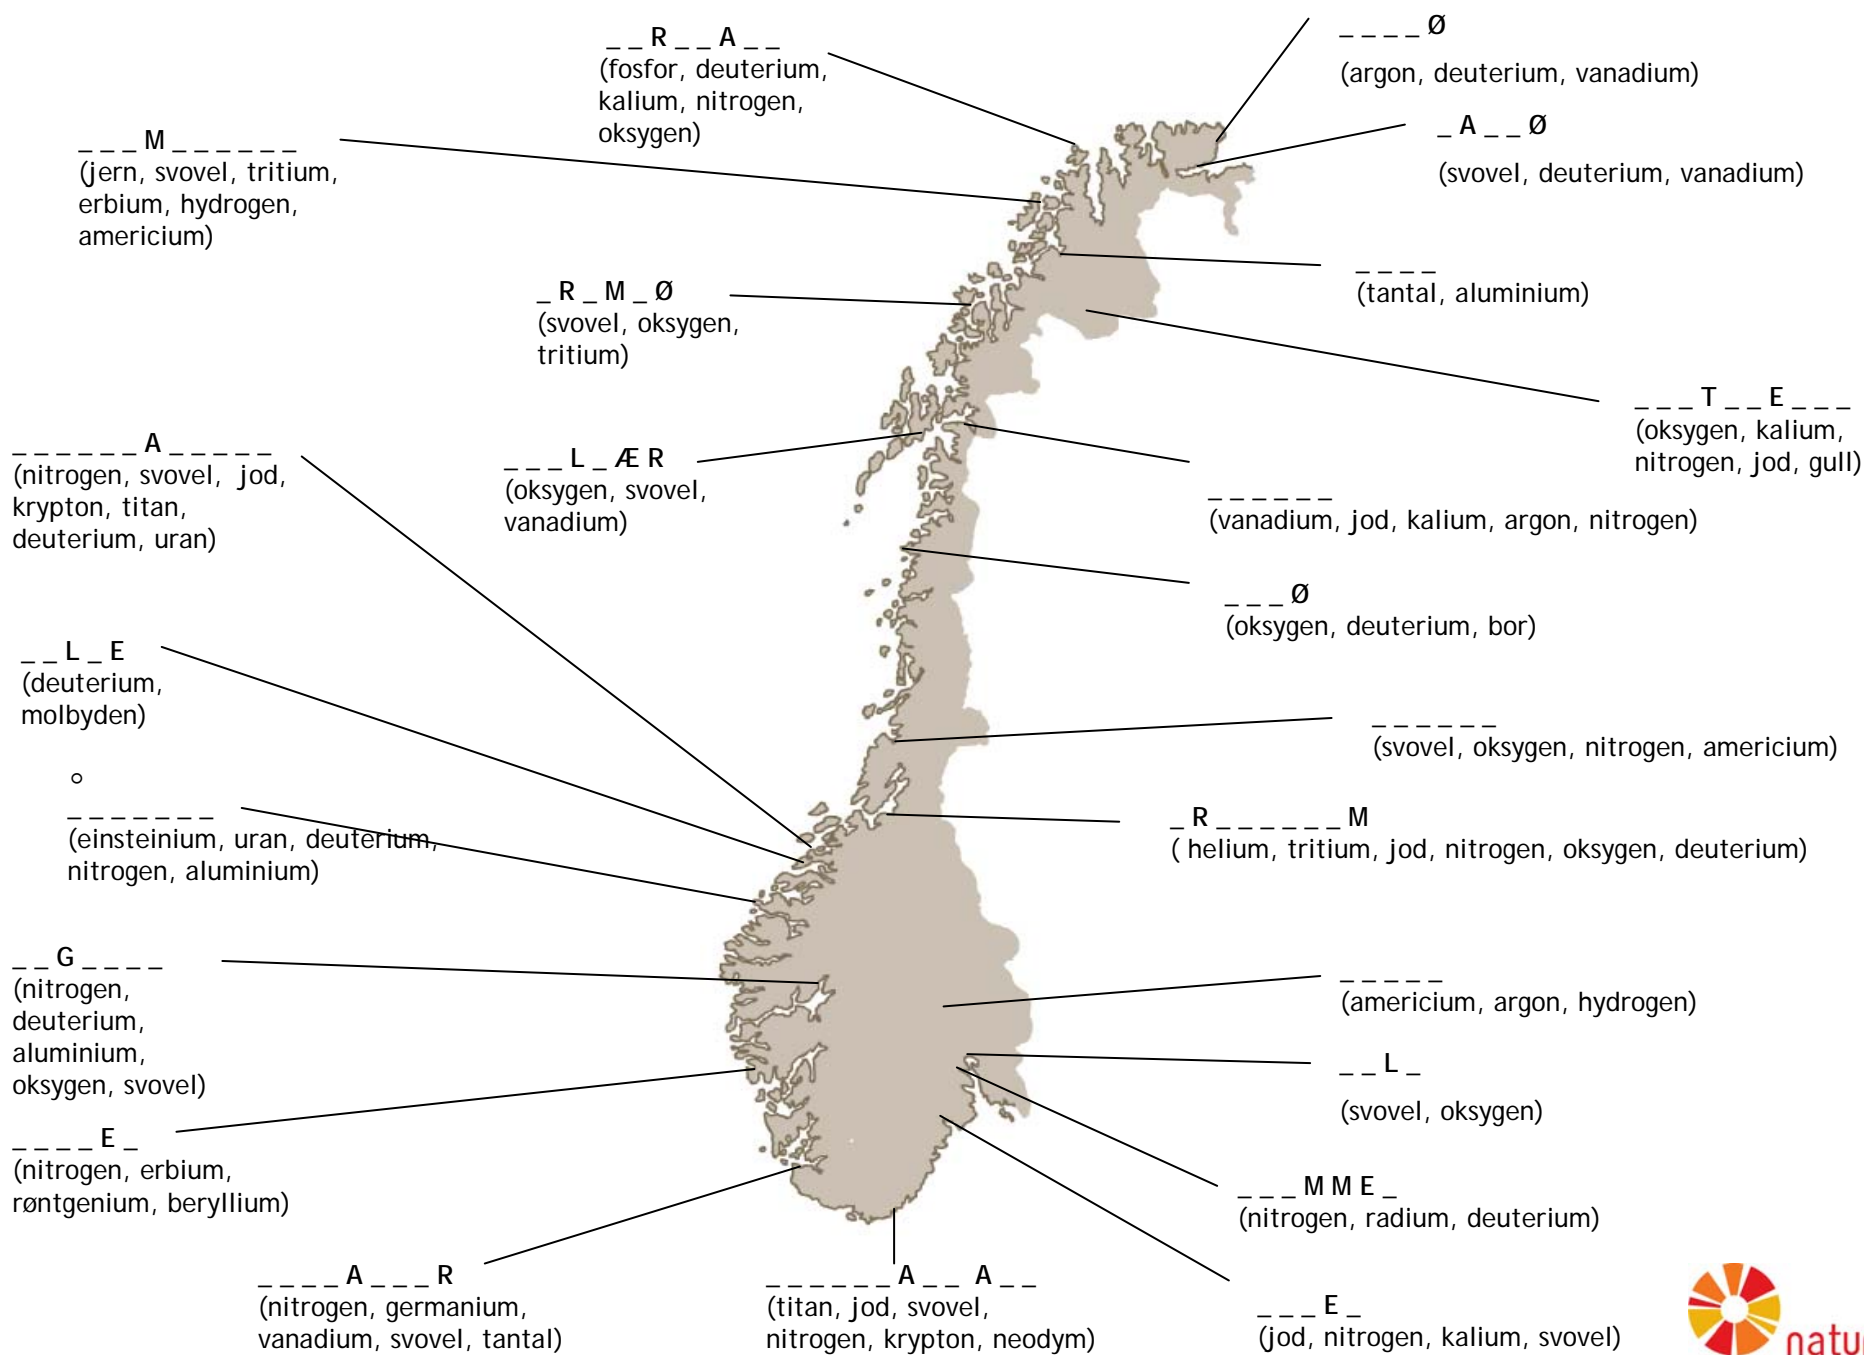 _ _ R _ _ A _ _
(fosfor, deuterium,
kalium, nitrogen,
oksygen)
_ _ _ _ Ø
(argon, deuterium, vanadium)
_ A _ _ Ø
(svovel, deuterium, vanadium)
_ _ _ M _ _ _ _ _ _
(jern, svovel, tritium,
erbium, hydrogen,
americium)
_ _ _ _
(tantal, aluminium)
_ R _ M _ Ø
(svovel, oksygen,
tritium)
_ _ _ T _ _ E _ _ _
(oksygen, kalium,
nitrogen, jod, gull)
_ _ _ _ _ _ A _ _ _ _ _
(nitrogen, svovel, jod,
krypton, titan,
deuterium, uran)
_ _ _ L _ Æ R
(oksygen, svovel,
vanadium)
_ _ _ _ _ _
(vanadium, jod, kalium, argon, nitrogen)
_ _ _ Ø
(oksygen, deuterium, bor)
_ _ L _ E
(deuterium,
molbyden)
_ _ _ _ _ _
(svovel, oksygen, nitrogen, americium)
°
_ _ _ _ _ _ _
(einsteinium, uran, deuterium,
nitrogen, aluminium)
_ R _ _ _ _ _ _ M
( helium, tritium, jod, nitrogen, oksygen, deuterium)
_ _ G _ _ _ _
(nitrogen,
deuterium,
aluminium,
oksygen, svovel)
_ _ _ _ _
(americium, argon, hydrogen)
_ _ L _
(svovel, oksygen)
_ _ _ _ E _
(nitrogen, erbium,
røntgenium, beryllium)
_ _ _ M M E _
(nitrogen, radium, deuterium)
_ _ _ _ A _ _ _ R
(nitrogen, germanium,
vanadium, svovel, tantal)
_ _ _ _ _ _ A _ _ A _ _
(titan, jod, svovel,
nitrogen, krypton, neodym)
_ _ _ E _
(jod, nitrogen, kalium, svovel)